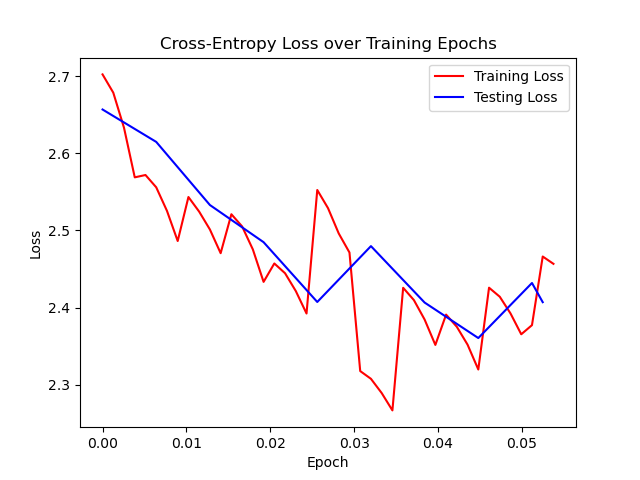 Cross-Entropy Loss over Training Epochs
Training Loss
Testing Loss
2.7
2.6
2.5
2.4
2.3
Loss
0.00 0.01 0.02 0.03 0.04 0.05
Epoch